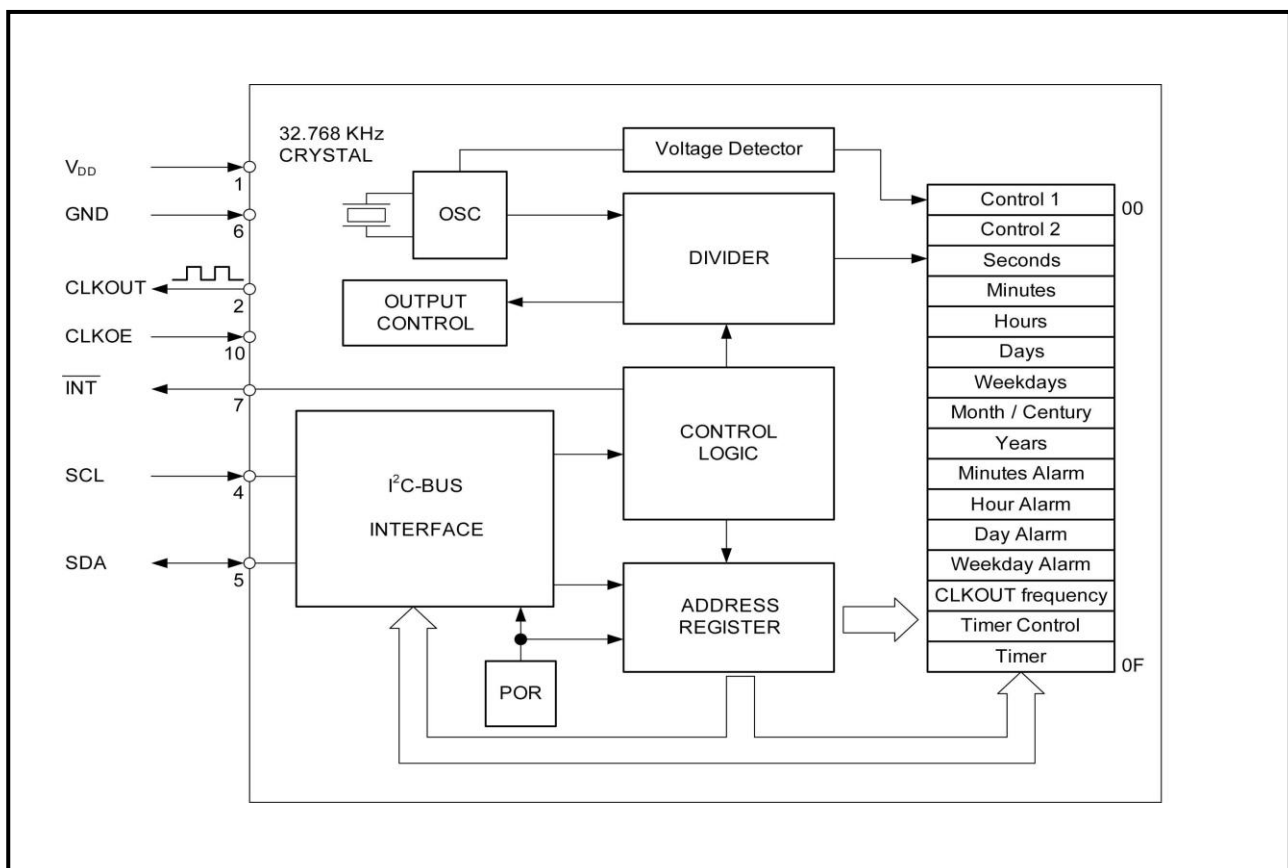 32.768 KHz
CRYSTAL
V_DD
1
GND
6
CLKOUT
2
CLKOE
10
INT
7
SCL
4
SDA
5
OSC
Voltage Detector
DIVIDER
OUTPUT
CONTROL
CONTROL
LOGIC
I²C-BUS
INTERFACE
ADDRESS
REGISTER
POR
Control 1
00
Control 2
Seconds
Minutes
Hours
Days
Weekdays
Month / Century
Years
Minutes Alarm
Hour Alarm
Day Alarm
Weekday Alarm
CLKOUT frequency
Timer Control
Timer
0F